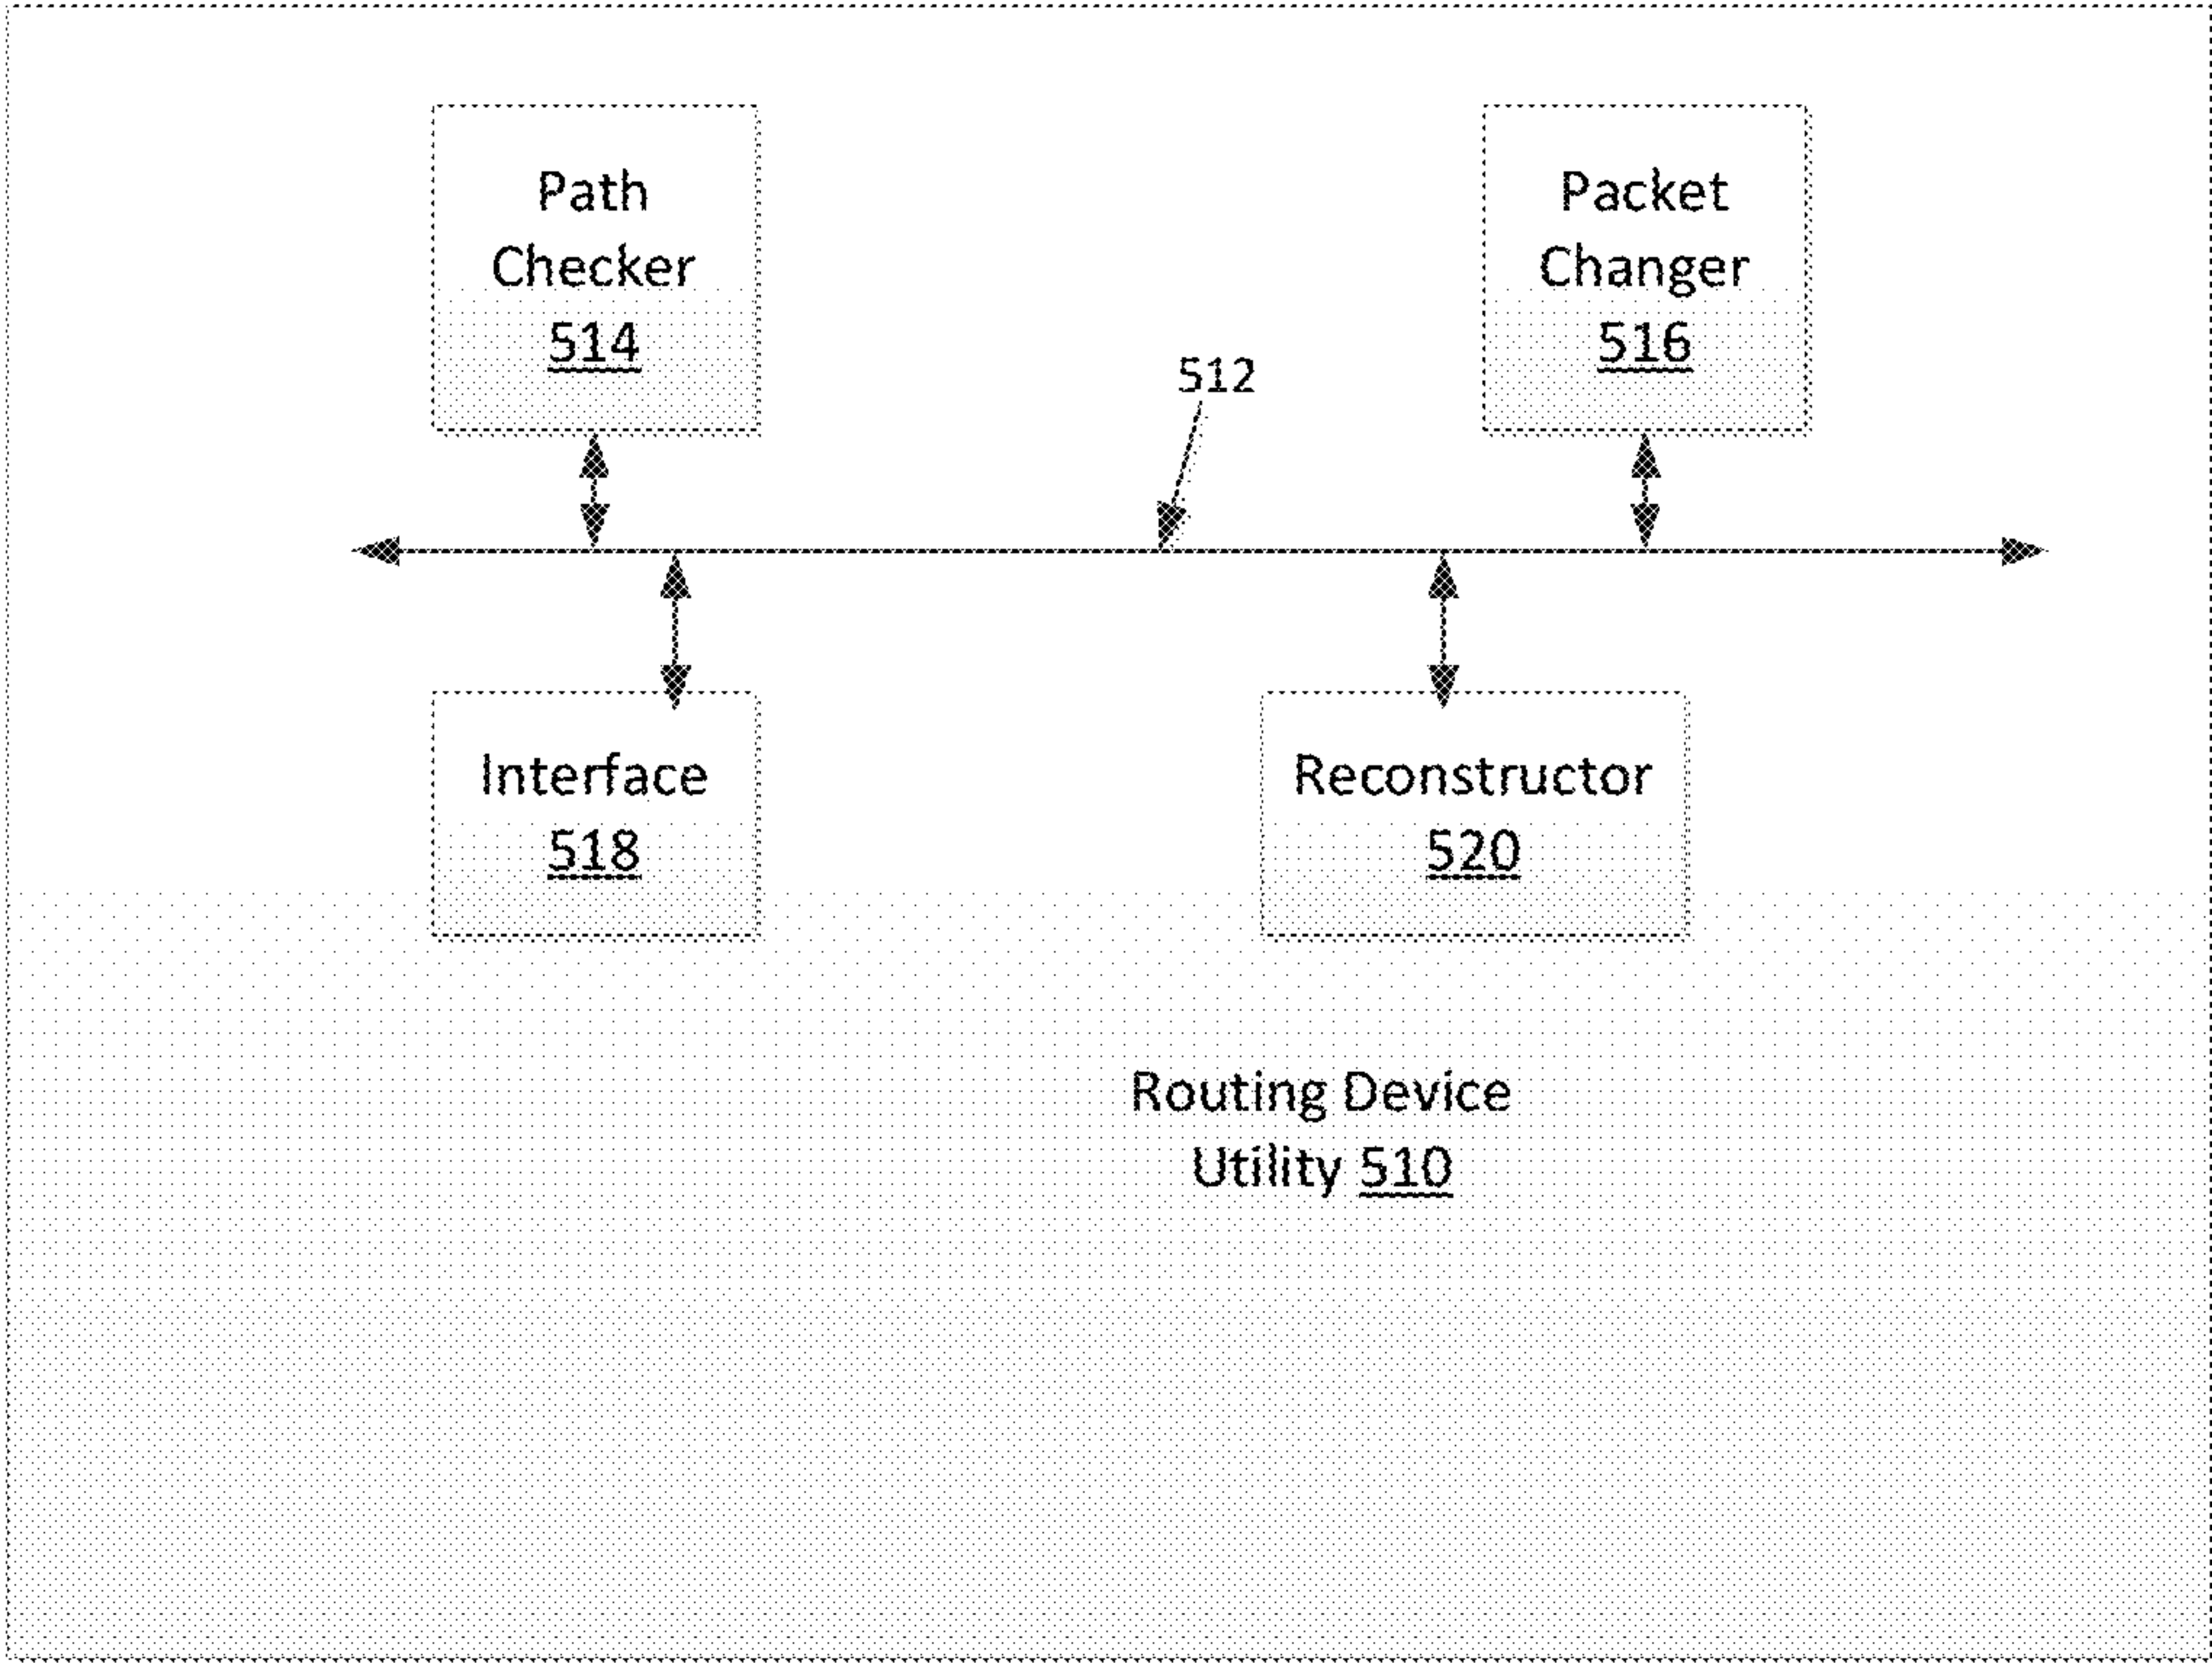 Path
Checker
514
Packet
Changer
516
512
Interface
518
Reconstructor
520
Routing Device
Utility 510